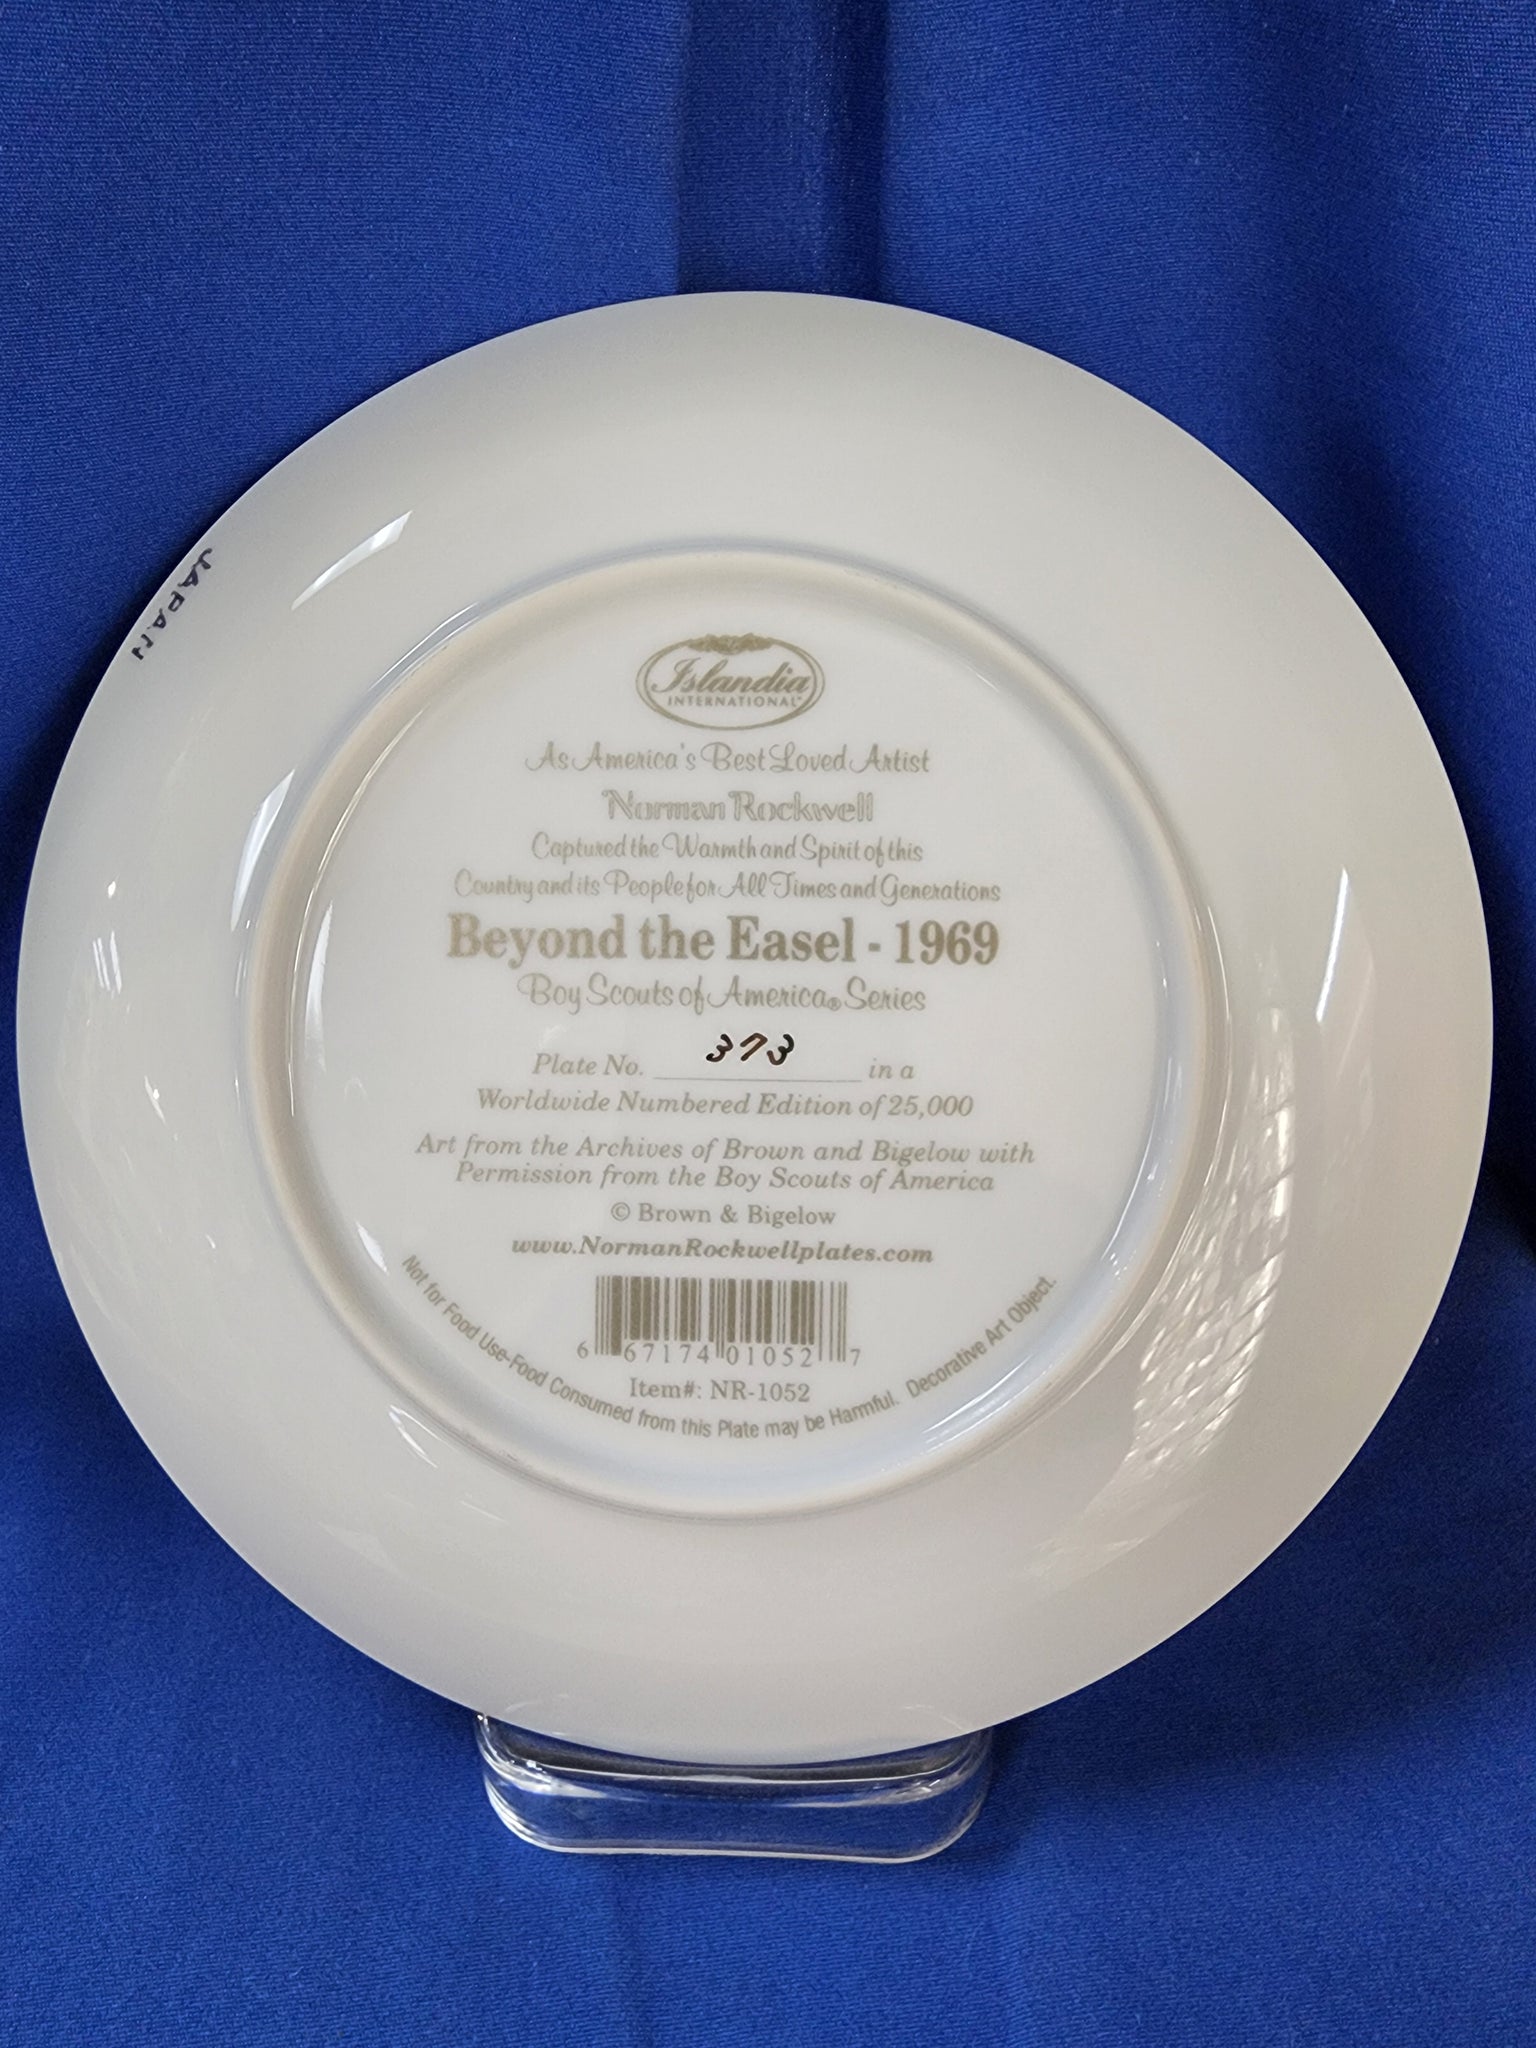 JAPAN
Islandia
INTERNATIONAL
As America's Best Loved Artist
Norman Rockwell
Captured the Warmth and Spirit of this
Country and its People for All Times and Generations
Beyond the Easel - 1969
Boy Scouts of America® Series
Plate No. 373 in a
Worldwide Numbered Edition of 25,000
Art from the Archives of Brown and Bigelow with
Permission from the Boy Scouts of America
© Brown & Bigelow
www.NormanRockwellplates.com
6 67174 01052 7
Item#: NR-1052
Not for Food Use-Food Consumed from this Plate may be Harmful. Decorative Art Object.